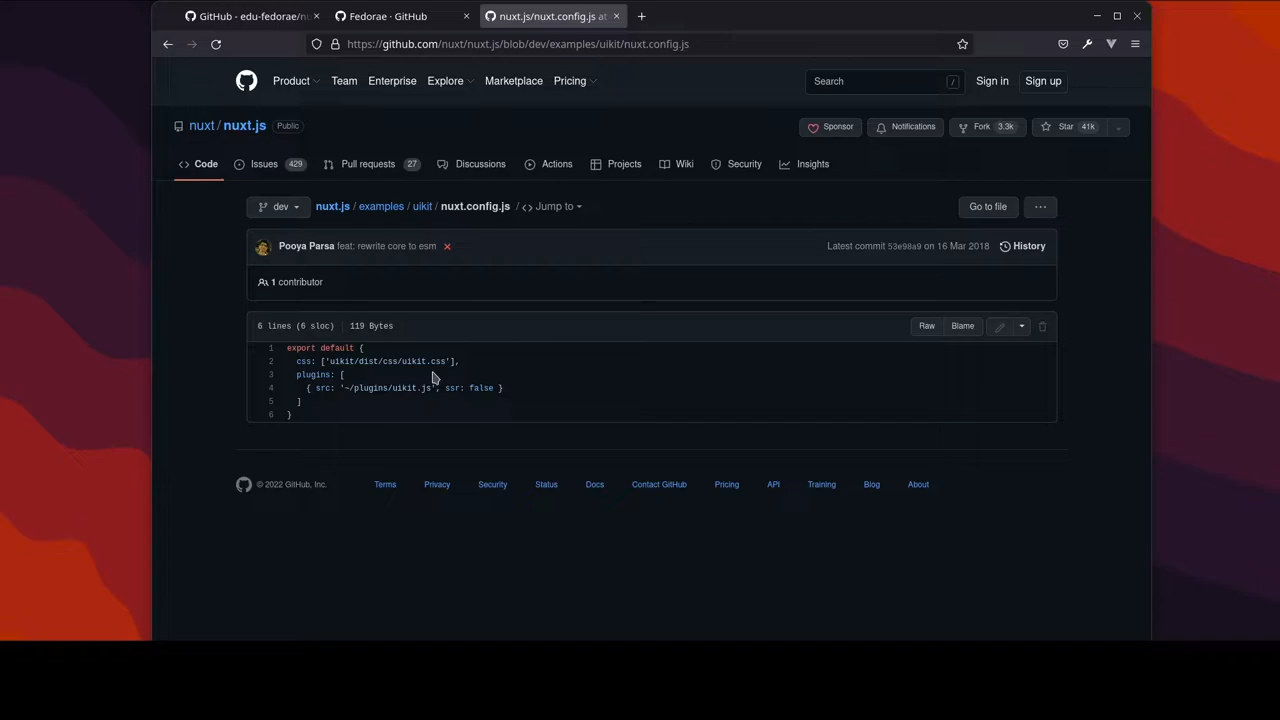 GitHub - edu-fedorae/nu
Fedorae · GitHub
nuxt.js/nuxt.config.js at
https://github.com/nuxt/nuxt.js/blob/dev/examples/uikit/nuxt.config.js
Product Team Enterprise Explore Marketplace Pricing Search / Sign in Sign up
nuxt / nuxt.js Public Sponsor Notifications Fork 3.3k Star 41k
Code Issues 429 Pull requests 27 Discussions Actions Projects Wiki Security Insights
dev nuxt.js / examples / uikit / nuxt.config.js / <> Jump to Go to file ...
Pooya Parsa feat: rewrite core to esm Latest commit 53e98a9 on 16 Mar 2018 History
1 contributor
6 lines (6 sloc) 119 Bytes Raw Blame
1 export default {
2 css: ['uikit/dist/css/uikit.css'],
3 plugins: [
4 { src: '~/plugins/uikit.js', ssr: false }
5 ]
6 }
© 2022 GitHub, Inc. Terms Privacy Security Status Docs Contact GitHub Pricing API Training Blog About